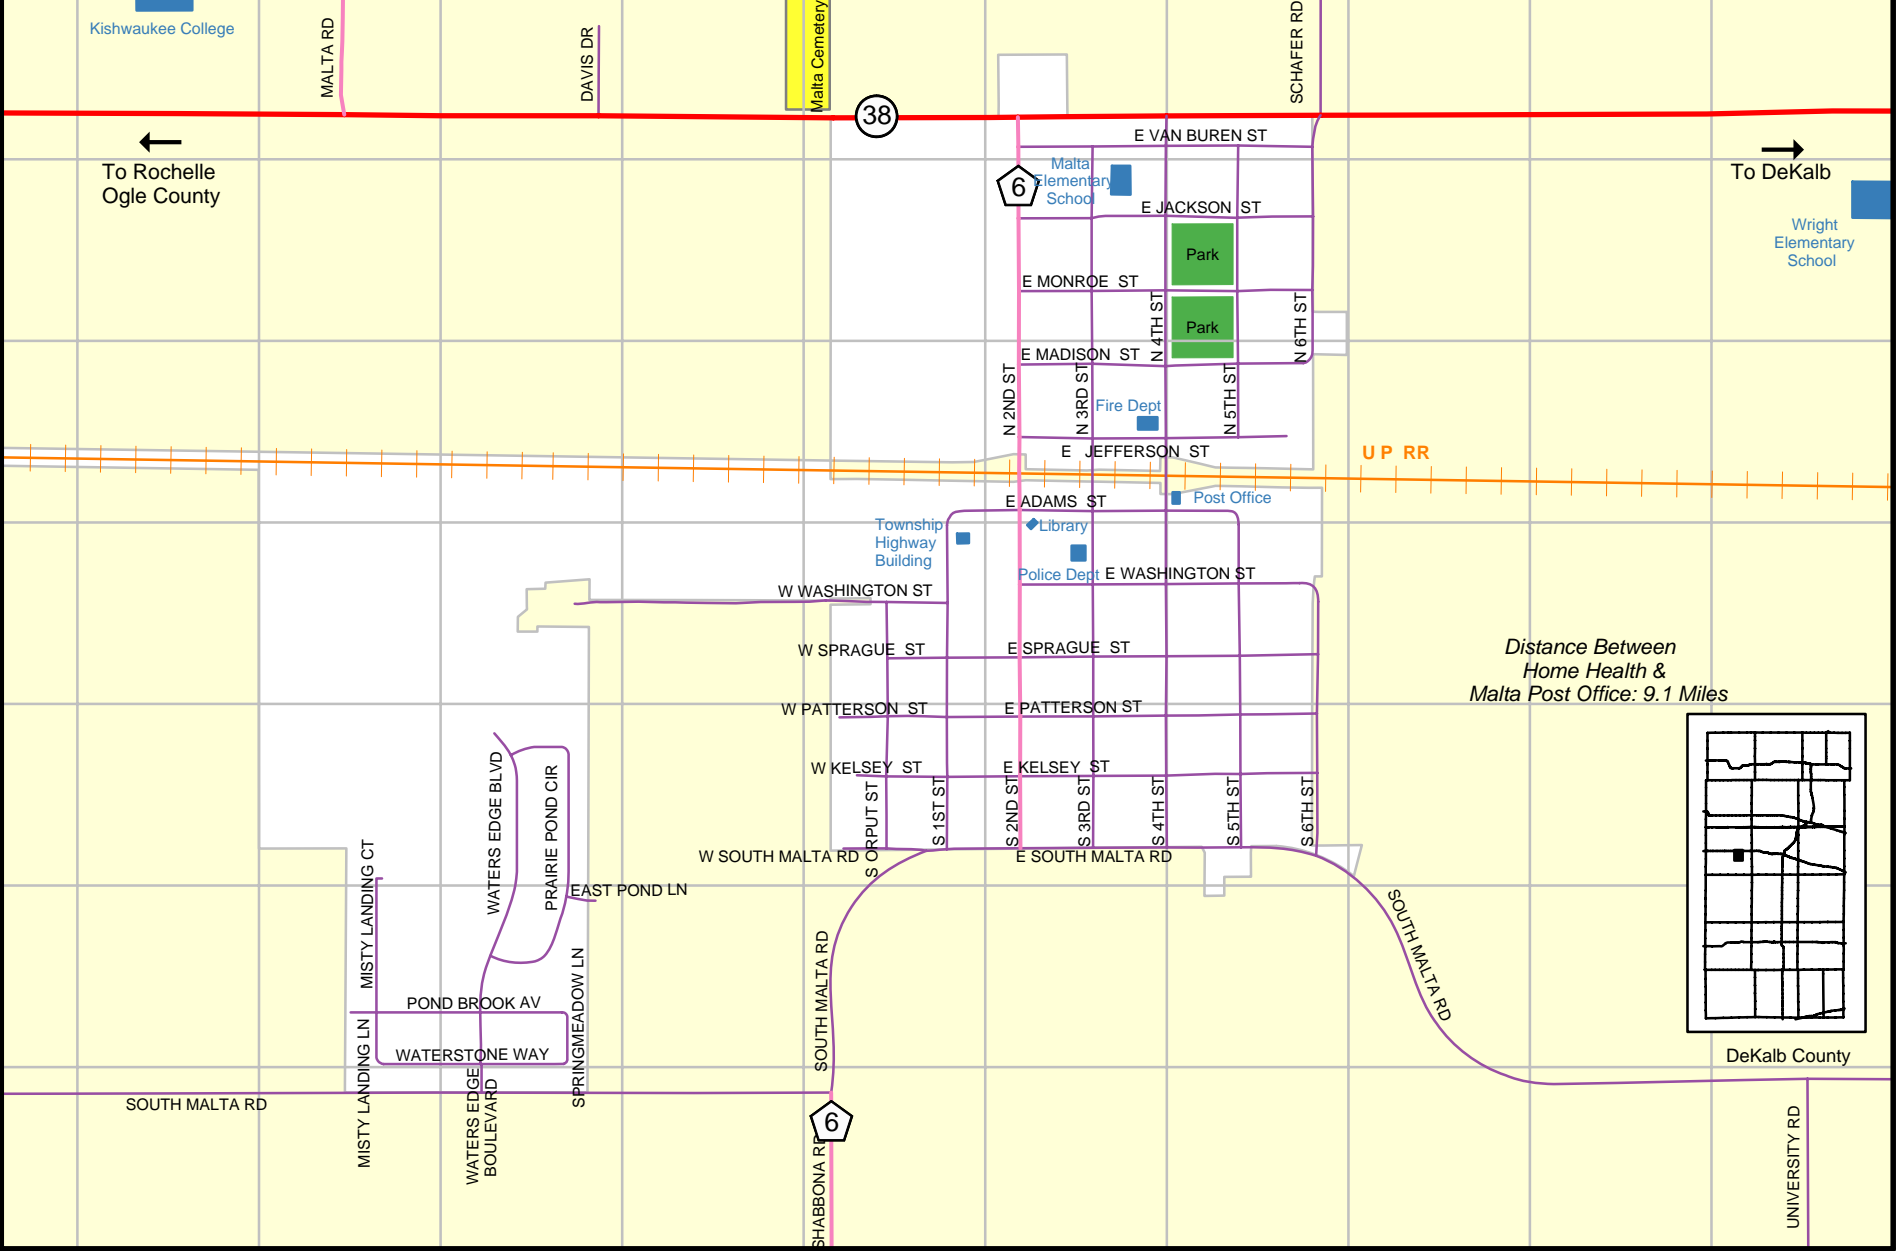 Kishwaukee College
MALTA RD
DAVIS DR
Malta Cemetery
SCHAFER RD
38
To Rochelle
Ogle County
To DeKalb
E VAN BUREN ST
Malta
Elementary
School
6
E JACKSON ST
Wright
Elementary
School
Park
E MONROE ST
N 4TH ST
Park
N 6TH ST
E MADISON ST
N 2ND ST
N 3RD ST
N 5TH ST
Fire Dept
E JEFFERSON ST
U P RR
Post Office
E ADAMS ST
Township
Highway
Building
Library
Police Dept
E WASHINGTON ST
W WASHINGTON ST
W SPRAGUE ST
E SPRAGUE ST
Distance Between
Home Health &
Malta Post Office: 9.1 Miles
W PATTERSON ST
E PATTERSON ST
W KELSEY ST
E KELSEY ST
S ORPUT ST
S 1ST ST
S 2ND ST
S 3RD ST
S 4TH ST
S 5TH ST
S 6TH ST
W SOUTH MALTA RD
E SOUTH MALTA RD
WATERS EDGE BLVD
PRAIRIE POND CIR
EAST POND LN
MISTY LANDING CT
SOUTH MALTA RD
SOUTH MALTA RD
POND BROOK AV
SPRINGMEADOW LN
WATERSTONE WAY
MISTY LANDING LN
WATERS EDGE
BOULEVARD
SOUTH MALTA RD
6
SHABBONA RD
DeKalb County
UNIVERSITY RD